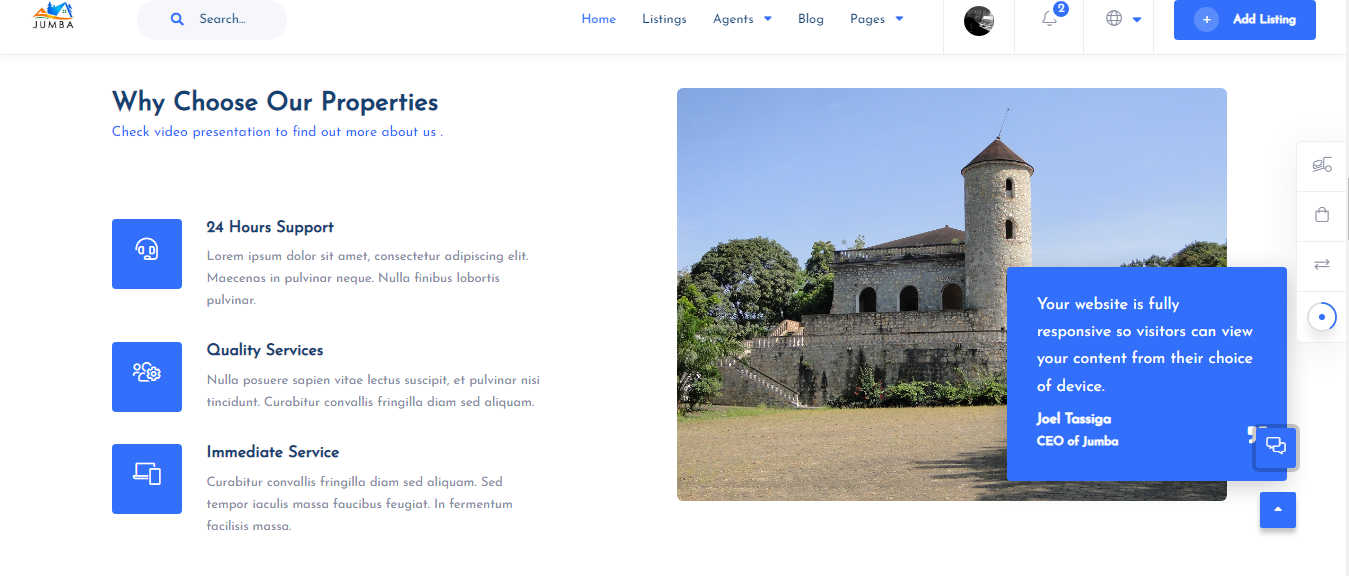 JUMBA
Search...
Home
Listings
Agents
Blog
Pages
2
+ Add Listing
Why Choose Our Properties
Check video presentation to find out more about us .
24 Hours Support
Lorem ipsum dolor sit amet, consectetur adipiscing elit.
Maecenas in pulvinar neque. Nulla finibus lobortis
pulvinar.
Quality Services
Nulla posuere sapien vitae lectus suscipit, et pulvinar nisi
tincidunt. Curabitur convallis fringilla diam sed aliquam.
Immediate Service
Curabitur convallis fringilla diam sed aliquam. Sed
tempor iaculis massa faucibus feugiat. In fermentum
facilisis massa.
Your website is fully
responsive so visitors can view
your content from their choice
of device.
Joel Tassiga
CEO of Jumba